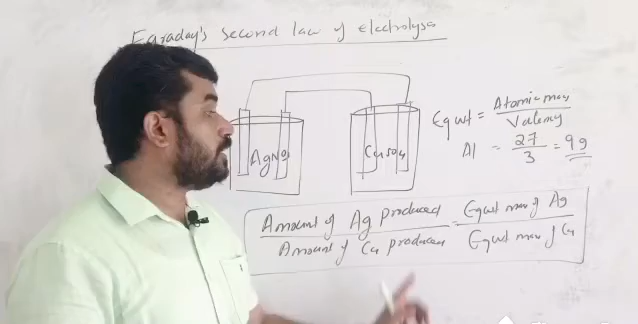 Faraday's second law of electrolysis
AgNO3
CuSO4
Eq wt = Atomic mass / Valency
Al = 27 / 3 = 9g
Amount of Ag produced / Amount of Cu produced = Eq wt mass of Ag / Eq wt mass of Cu